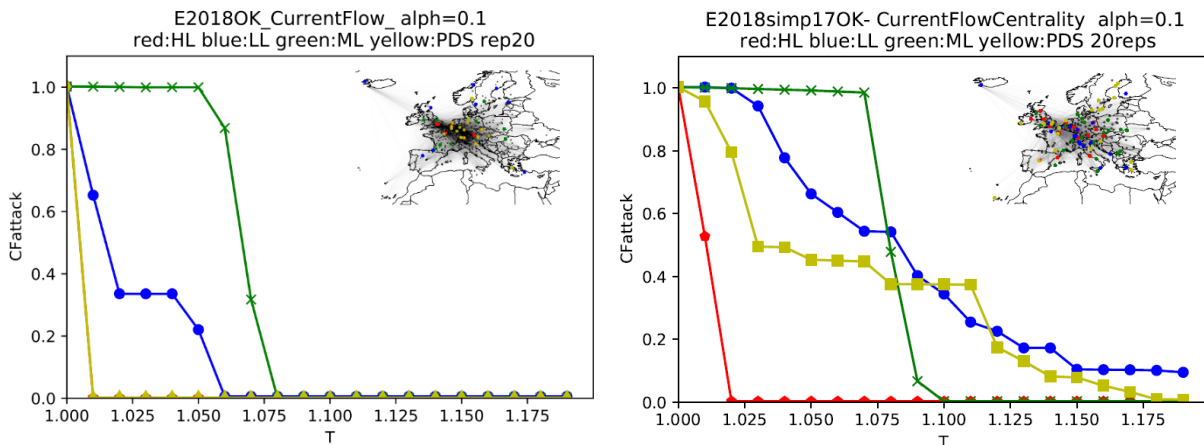 E2018OK_CurrentFlow_ alph=0.1
red:HL blue:LL green:ML yellow:PDS rep20
1.0
0.8
0.6
0.4
0.2
0.0
CFattack
1.000 1.025 1.050 1.075 1.100 1.125 1.150 1.175
T
E2018simp17OK- CurrentFlowCentrality alph=0.1
red:HL blue:LL green:ML yellow:PDS 20reps
1.0
0.8
0.6
0.4
0.2
0.0
CFattack
1.000 1.025 1.050 1.075 1.100 1.125 1.150 1.175
T